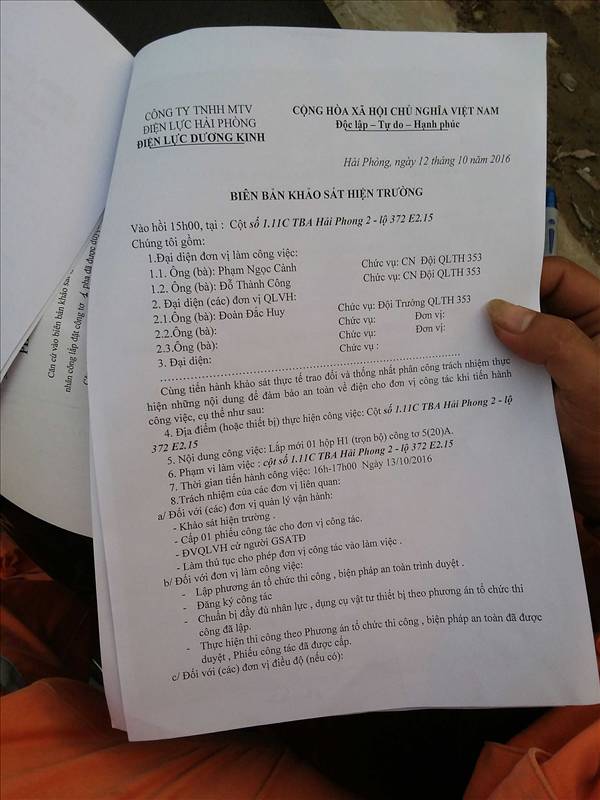 CÔNG TY TNHH MTV
ĐIỆN LỰC HẢI PHÒNG
ĐIỆN LỰC DƯƠNG KINH
CỘNG HÒA XÃ HỘI CHỦ NGHĨA VIỆT NAM
Độc lập – Tự do – Hạnh phúc
Hải Phòng, ngày 12 tháng 10 năm 2016
BIÊN BẢN KHẢO SÁT HIỆN TRƯỜNG
Vào hồi 15h00, tại : Cột số 1.11C TBA Hải Phong 2 - lộ 372 E2.15
Chúng tôi gồm:
1.Đại diện đơn vị làm công việc:
1.1. Ông (bà): Phạm Ngọc Cảnh Chức vụ: CN Đội QLTH 353
1.2. Ông (bà): Đỗ Thành Công Chức vụ: CN Đội QLTH 353
2. Đại diện (các) đơn vị QLVH:
2.1.Ông (bà): Đoàn Đắc Huy Chức vụ: Đội Trưởng QLTH 353
2.2.Ông (bà): Chức vụ: Đơn vị:
2.3.Ông (bà): Chức vụ: Đơn vị:
3. Đại diện: Chức vụ :
Cùng tiến hành khảo sát thực tế trao đổi và thống nhất phân công trách nhiệm thực
hiện những nội dung để đảm bảo an toàn về điện cho đơn vị công tác khi tiến hành
công việc, cụ thể như sau:
4. Địa điểm (hoặc thiết bị) thực hiện công việc: Cột số 1.11C TBA Hải Phong 2 - lộ
372 E2.15
5. Nội dung công việc: Lắp mới 01 hộp H1 (trọn bộ) công tơ 5(20)A.
6. Phạm vi làm việc : cột số 1.11C TBA Hải Phong 2 - lộ 372 E2.15
7. Thời gian tiến hành công việc: 16h-17h00 Ngày 13/10/2016
8.Trách nhiệm của các đơn vị liên quan:
a/ Đối với (các) đơn vị quản lý vận hành:
- Khảo sát hiện trường .
- Cấp 01 phiếu công tác cho đơn vị công tác.
- ĐVQLVH cử người GSATĐ
- Làm thủ tục cho phép đơn vị công tác vào làm việc .
b/ Đối với đơn vị làm công việc:
- Lập phương án tổ chức thi công , biện pháp an toàn trình duyệt .
- Đăng ký công tác
- Chuẩn bị đầy đủ nhân lực , dụng cụ vật tư thiết bị theo phương án tổ chức thi
công đã lập.
- Thực hiện thi công theo Phương án tổ chức thi công , biện pháp an toàn đã được
duyệt , Phiếu công tác đã được cấp.
c/ Đối với (các) đơn vị điều độ (nếu có):
Căn cứ vào biên bản khảo sát
nhân công lắp đặt công tơ pha đã được duyệt